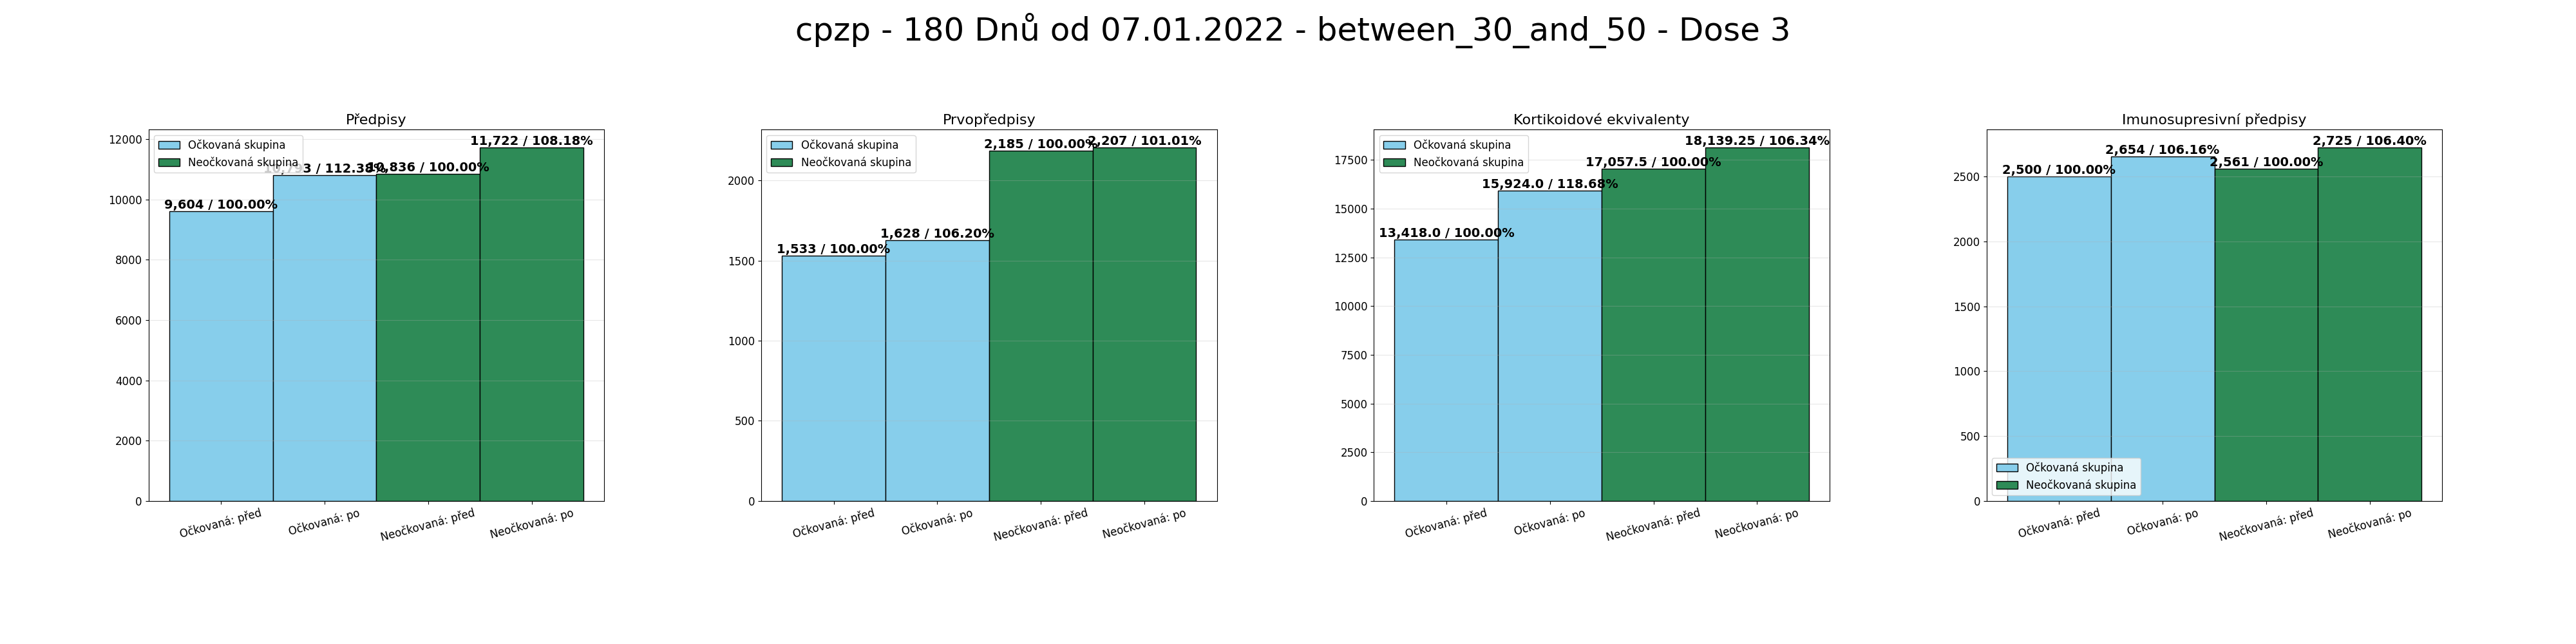 cpzp - 180 Dnů od 07.01.2022 - between_30_and_50 - Dose 3
Předpisy
12000
10000
8000
6000
4000
2000
0
Očkovaná skupina
Neočkovaná skupina
9,604 / 100.00%
10,793 / 112.38%
10,836 / 100.00%
11,722 / 108.18%
Očkovaná: před
Očkovaná: po
Neočkovaná: před
Neočkovaná: po
Prvopředpisy
2000
1500
1000
500
0
Očkovaná skupina
Neočkovaná skupina
1,533 / 100.00%
1,628 / 106.20%
2,185 / 100.00%
2,207 / 101.01%
Očkovaná: před
Očkovaná: po
Neočkovaná: před
Neočkovaná: po
Kortikoidové ekvivalenty
17500
15000
12500
10000
7500
5000
2500
0
Očkovaná skupina
Neočkovaná skupina
13,418.0 / 100.00%
15,924.0 / 118.68%
17,057.5 / 100.00%
18,139.25 / 106.34%
Očkovaná: před
Očkovaná: po
Neočkovaná: před
Neočkovaná: po
Imunosupresivní předpisy
2500
2000
1500
1000
500
0
2,500 / 100.00%
2,654 / 106.16%
2,561 / 100.00%
2,725 / 106.40%
Očkovaná skupina
Neočkovaná skupina
Očkovaná: před
Očkovaná: po
Neočkovaná: před
Neočkovaná: po